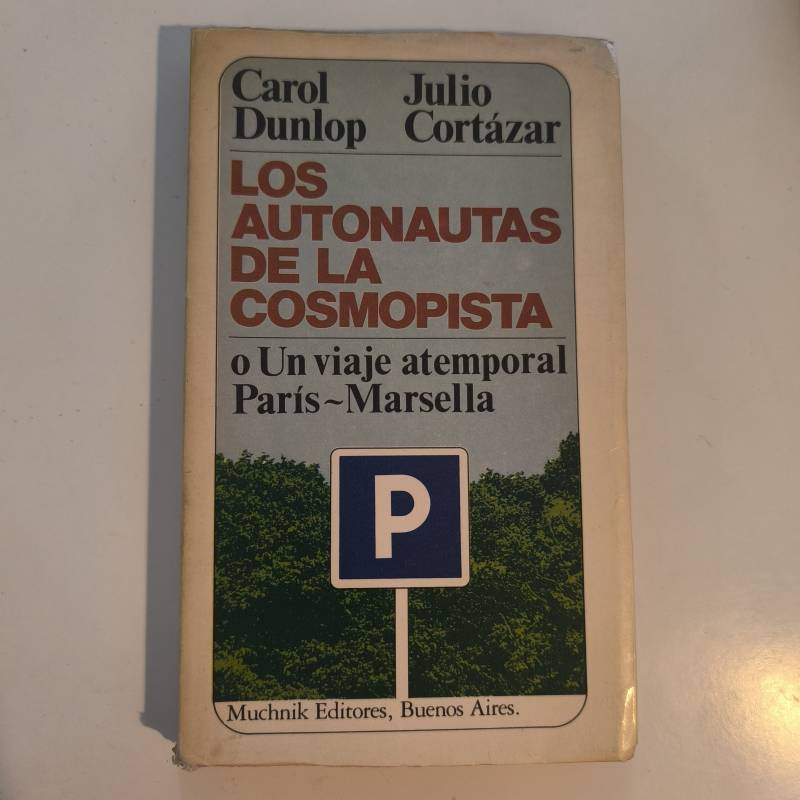 Carol Julio
Dunlop Cortázar
LOS
AUTONAUTAS
DE LA
COSMOPISTA
o Un viaje atemporal
París~Marsella
P
Muchnik Editores, Buenos Aires.